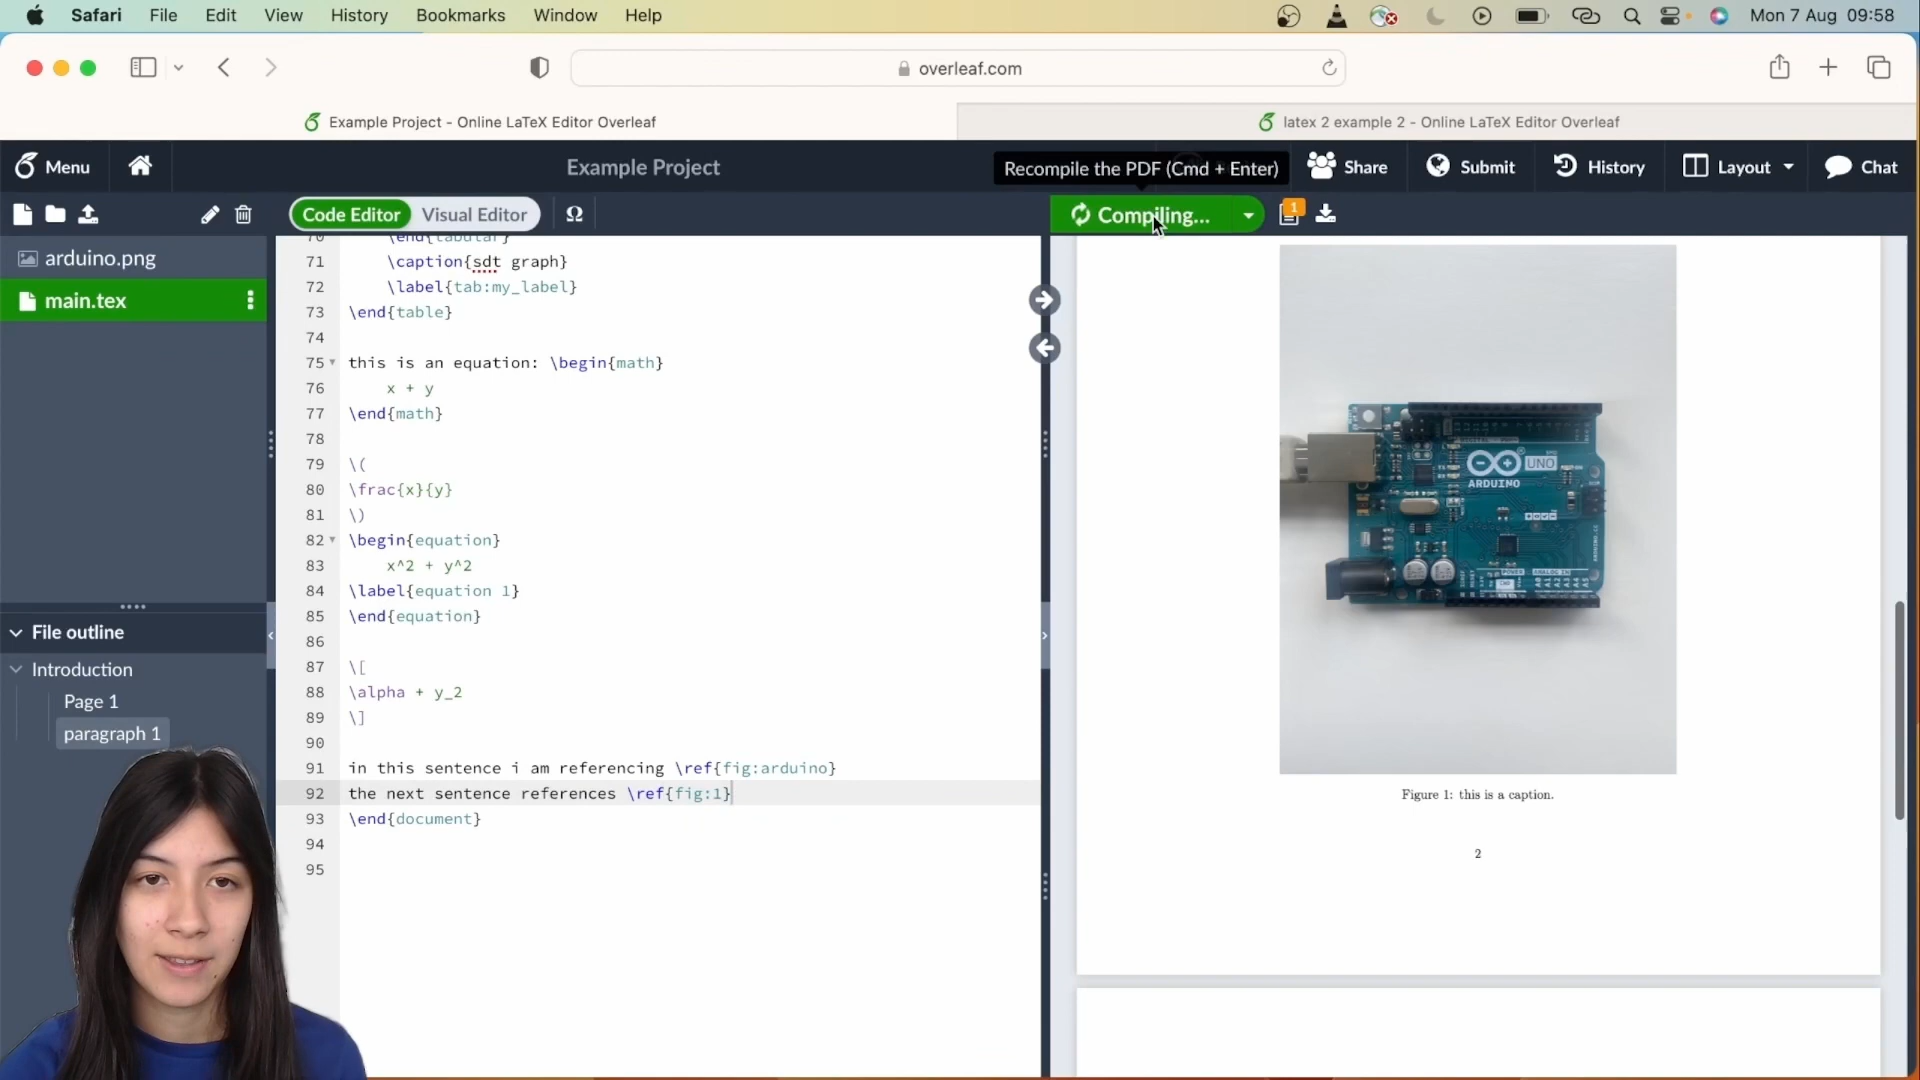 Safari File Edit View History Bookmarks Window Help Mon 7 Aug 09:58
overleaf.com
Example Project - Online LaTeX Editor Overleaf latex 2 example 2 - Online LaTeX Editor Overleaf
Menu Example Project Recompile the PDF (Cmd + Enter) Share Submit History Layout Chat
Code Editor Visual Editor Ω Compiling... 1
arduino.png
main.tex
File outline
Introduction
Page 1
paragraph 1
70 \end{tabular}
71 \caption{sdt graph}
72 \label{tab:my_label}
73 \end{table}
74
75 this is an equation: \begin{math}
76 x + y
77 \end{math}
78
79 \(
80 \frac{x}{y}
81 \)
82 \begin{equation}
83 x^2 + y^2
84 \label{equation 1}
85 \end{equation}
86
87 \[
88 \alpha + y_2
89 \]
90
91 in this sentence i am referencing \ref{fig:arduino}
92 the next sentence references \ref{fig:1}
93 \end{document}
94
95
UNO
ARDUINO
Figure 1: this is a caption.
2